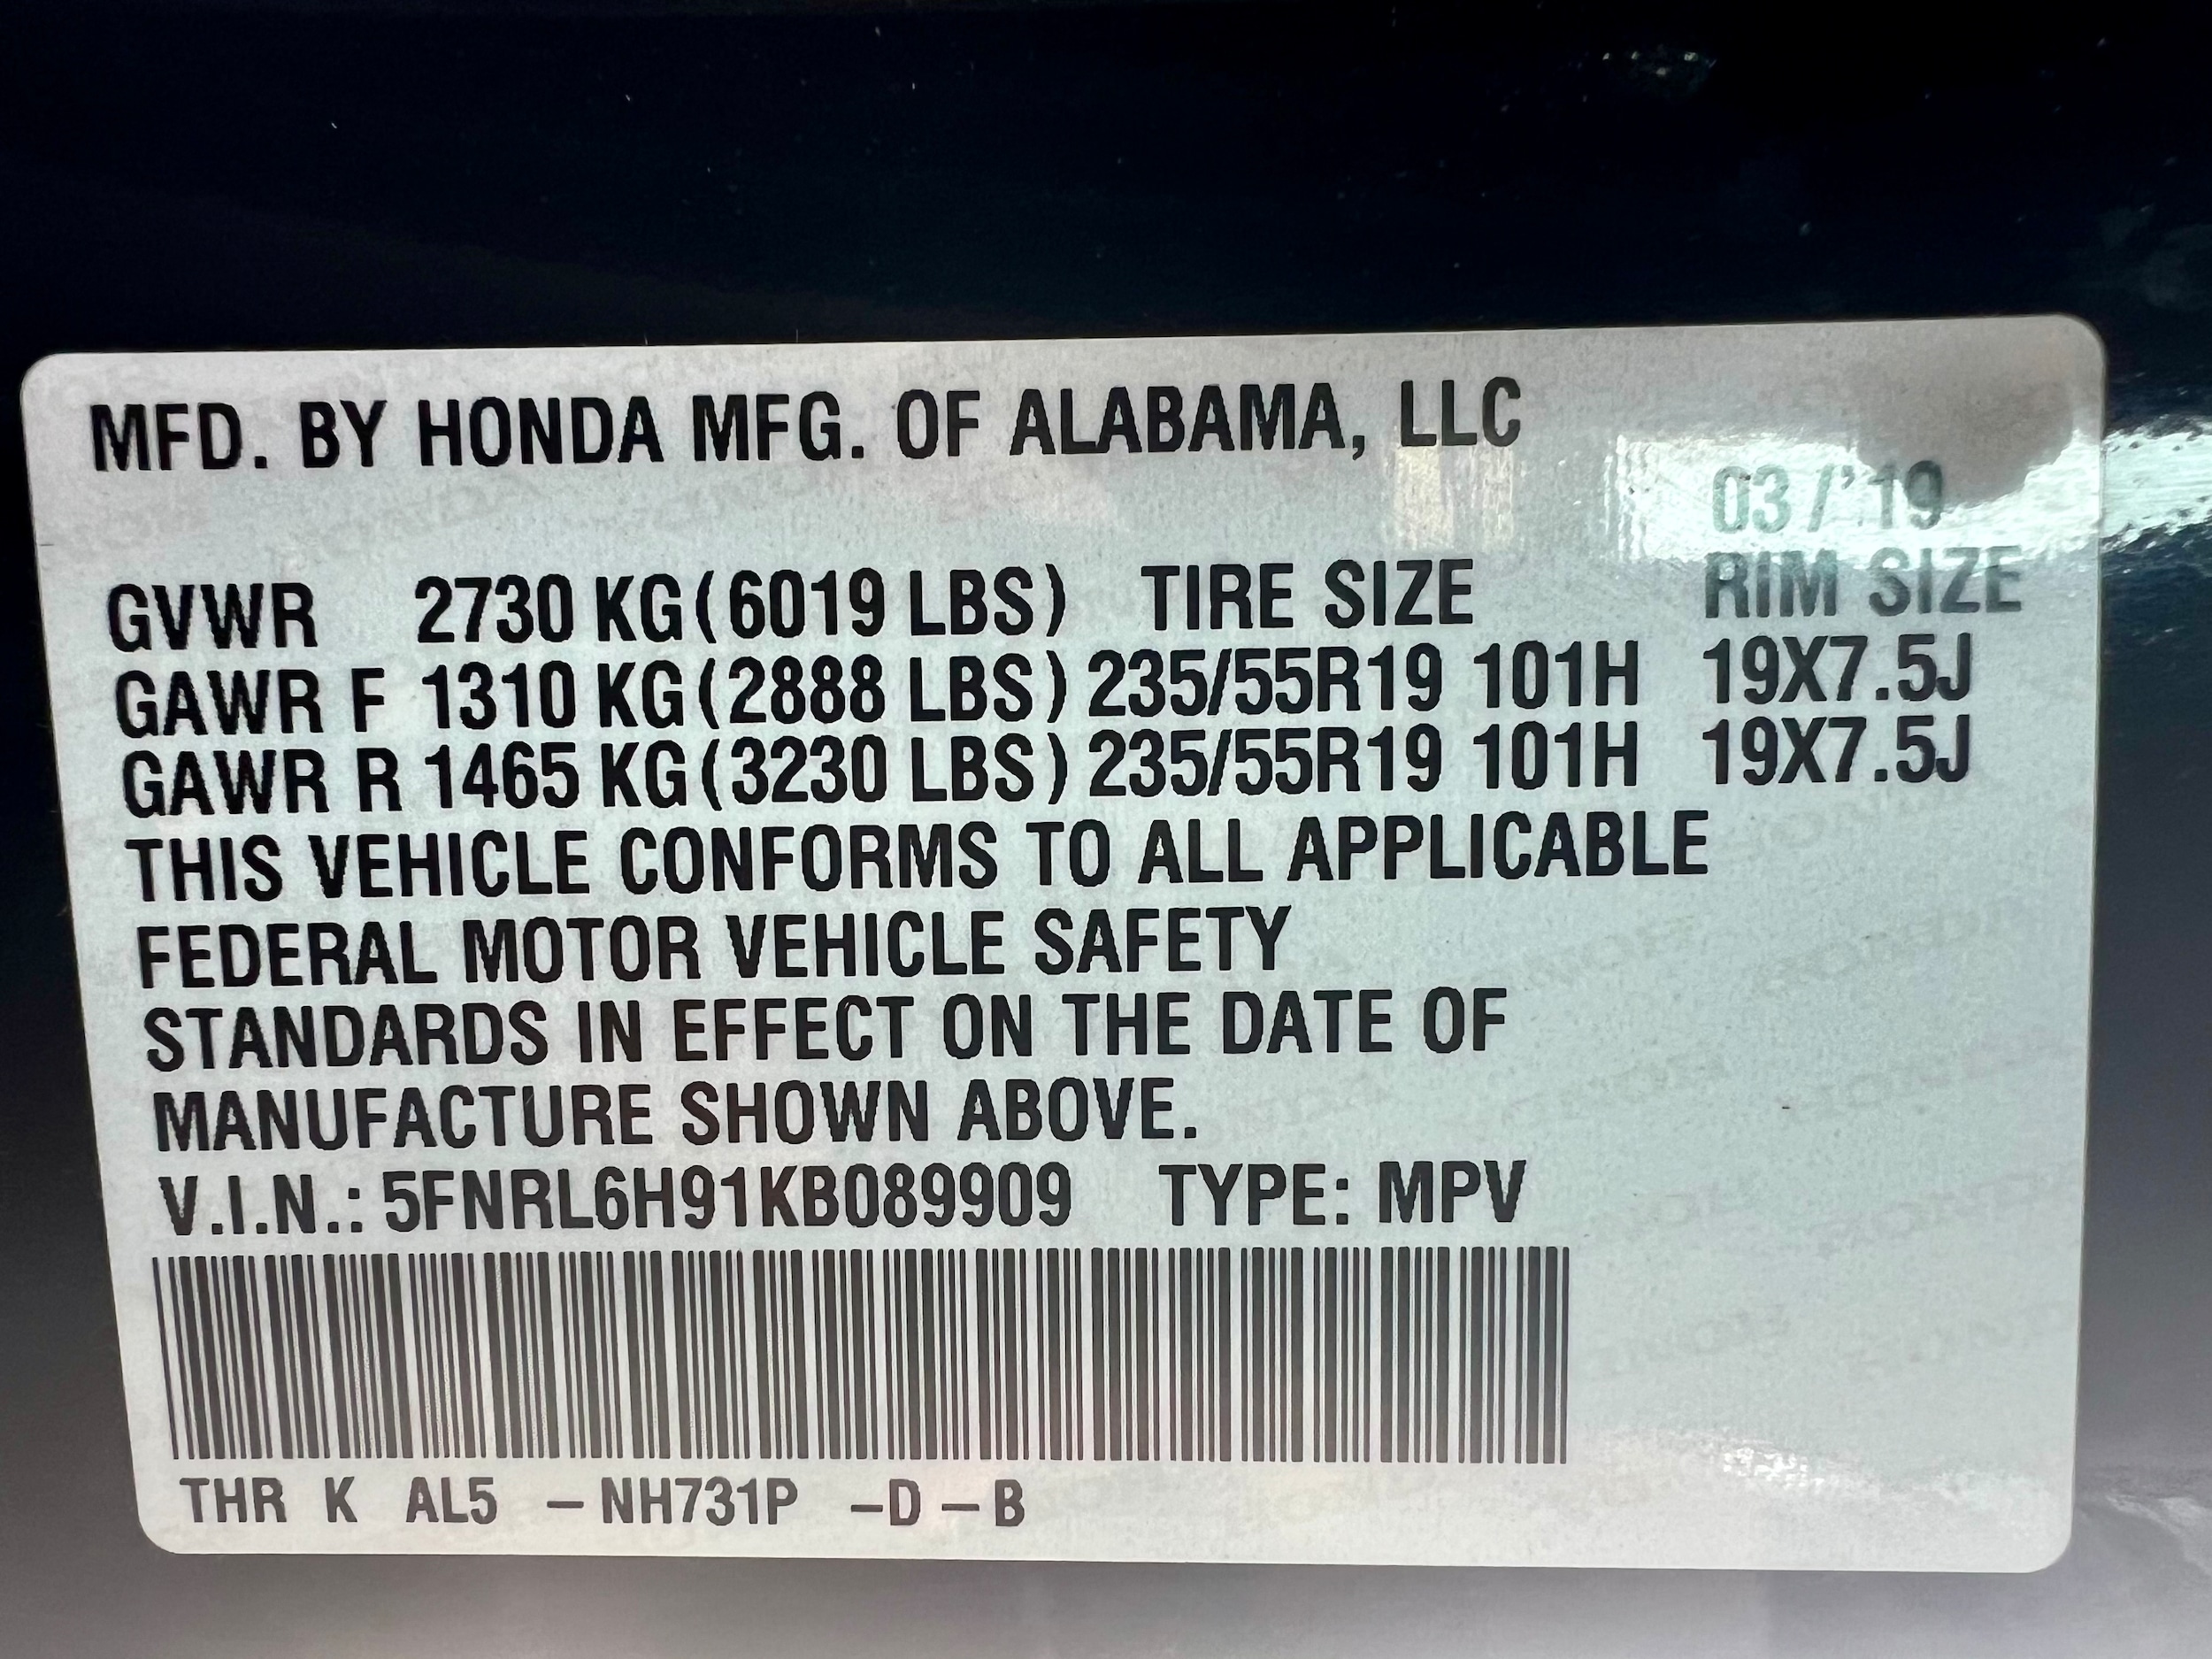 MFD. BY HONDA MFG. OF ALABAMA, LLC
03/'19
GVWR 2730 KG(6019 LBS) TIRE SIZE RIM SIZE
GAWR F 1310 KG(2888 LBS) 235/55R19 101H 19X7.5J
GAWR R 1465 KG(3230 LBS) 235/55R19 101H 19X7.5J
THIS VEHICLE CONFORMS TO ALL APPLICABLE
FEDERAL MOTOR VEHICLE SAFETY
STANDARDS IN EFFECT ON THE DATE OF
MANUFACTURE SHOWN ABOVE.
V.I.N.: 5FNRL6H91KB089909 TYPE: MPV
THR K AL5 –NH731P –D–B